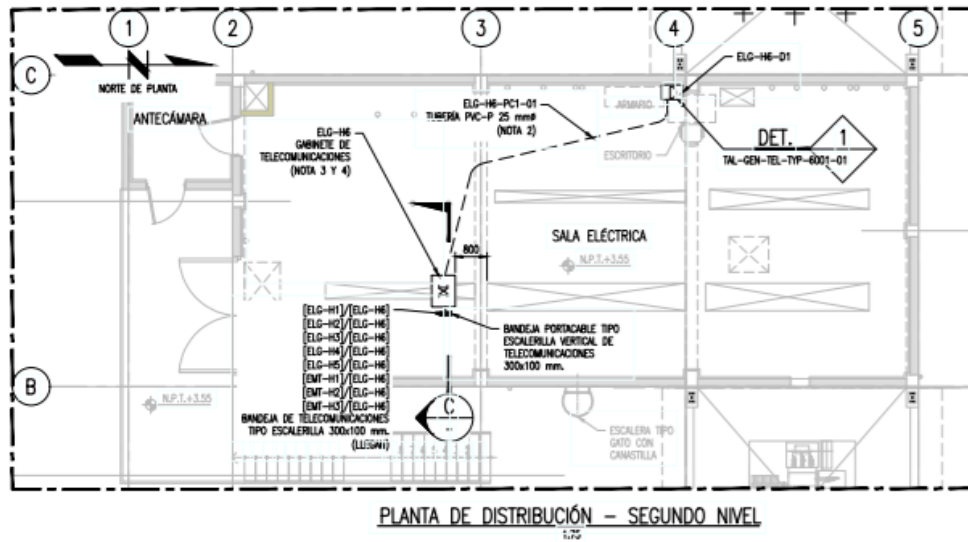 1
2
3
4
5
C
B
NORTE DE PLANTA
ANTECÁMARA
ELG-H6
GABINETE DE
TELECOMUNICACIONES
(NOTA 3 Y 4)
ELG-H6-PC1-01
TUBERÍA PVC-P 25 mmø
(NOTA 2)
ARMARIO
ESCRITORIO
ELG-H6-D1
DET. 1
TAL-GEN-TEL-TYP-6001-01
SALA ELÉCTRICA
N.P.T.+3.55
800
[ELG-H1]/[ELG-H6]
[ELG-H2]/[ELG-H6]
[ELG-H3]/[ELG-H6]
[ELG-H4]/[ELG-H6]
[ELG-H5]/[ELG-H6]
[EMT-H1]/[ELG-H6]
[EMT-H2]/[ELG-H6]
[EMT-H3]/[ELG-H6]
BANDEJA DE TELECOMUNICACIONES
TIPO ESCALERILLA 300x100 mm.
(LLEGAN)
BANDEJA PORTACABLE TIPO
ESCALERILLA VERTICAL DE
TELECOMUNICACIONES
300x100 mm.
C
N.P.T.+3.55
ESCALERA TIPO
GATO CON
CANASTILLA
PLANTA DE DISTRIBUCIÓN - SEGUNDO NIVEL
1:75